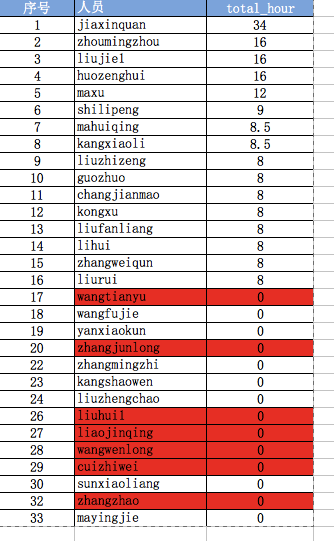 序号 人员 total_hour
1 jiaxinquan 34
2 zhoumingzhou 16
3 liujie1 16
4 huozenghui 16
5 maxu 12
6 shilipeng 9
7 mahuiqing 8.5
8 kangxiaoli 8.5
9 liuzhizeng 8
10 guozhuo 8
11 changjianmao 8
12 kongxu 8
13 liufanliang 8
14 lihui 8
15 zhangweiqun 8
16 liurui 8
17 wangtianyu 0
18 wangfujie 0
19 yanxiaokun 0
20 zhangjunlong 0
22 zhangmingzhi 0
23 kangshaowen 0
24 liuzhengchao 0
26 liuhui1 0
27 liaojinqing 0
28 wangwenlong 0
29 cuizhiwei 0
30 sunxiaoliang 0
32 zhangzhao 0
33 mayingjie 0